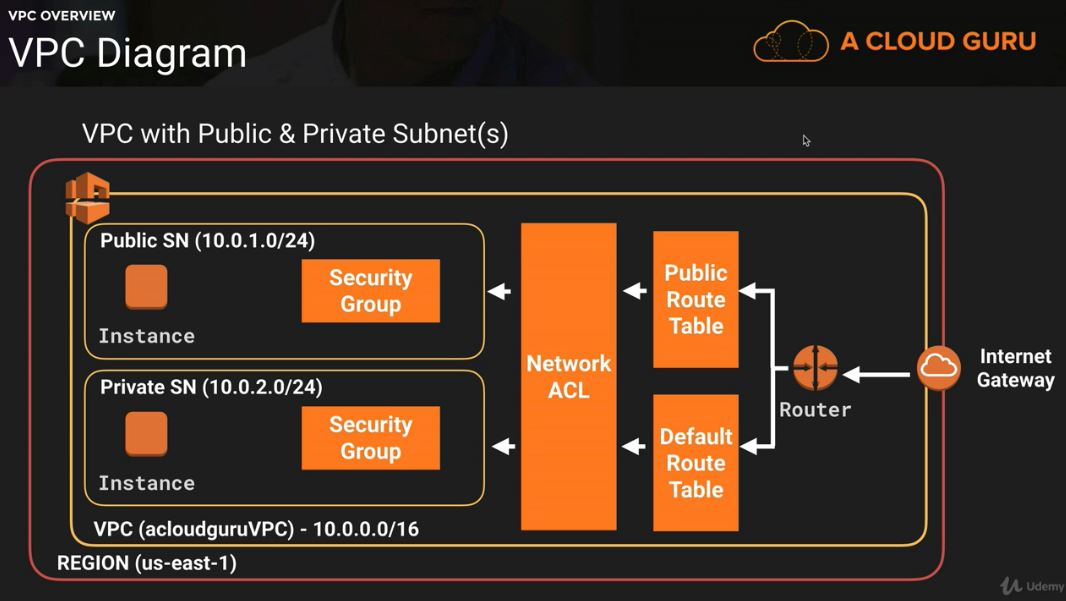 VPC OVERVIEW
VPC Diagram
A CLOUD GURU
VPC with Public & Private Subnet(s)
Public SN (10.0.1.0/24)
Security
Group
Instance
Private SN (10.0.2.0/24)
Security
Group
Instance
VPC (acloudguruVPC) - 10.0.0.0/16
REGION (us-east-1)
Network
ACL
Public
Route
Table
Default
Route
Table
Router
Internet
Gateway
Udemy